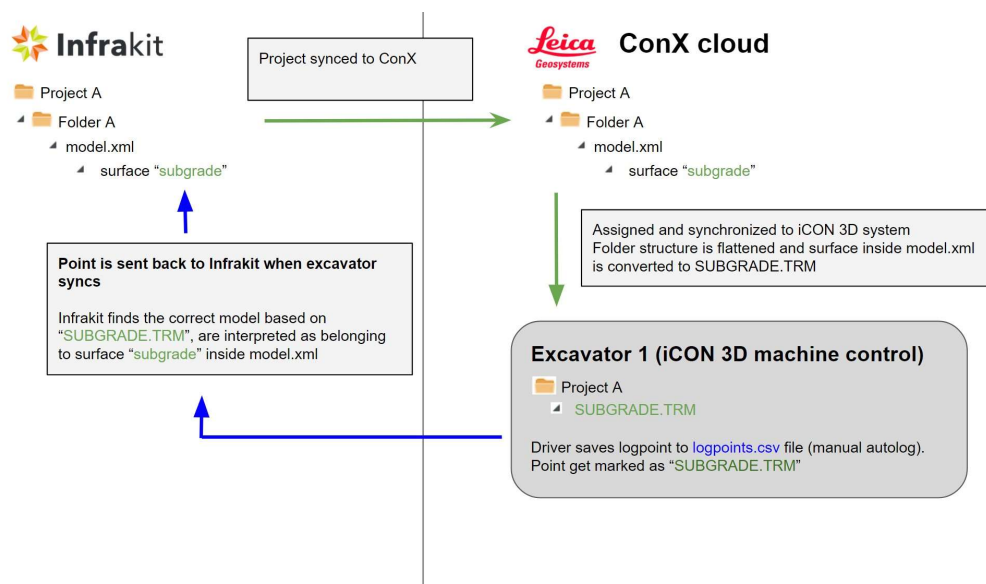 Infrakit
Project synced to ConX
Leica
Geosystems
ConX cloud
Project A
Folder A
model.xml
surface “subgrade”
Project A
Folder A
model.xml
surface “subgrade”
Assigned and synchronized to iCON 3D system
Folder structure is flattened and surface inside model.xml
is converted to SUBGRADE.TRM
Point is sent back to Infrakit when excavator
syncs
Infrakit finds the correct model based on
“SUBGRADE.TRM”, are interpreted as belonging
to surface “subgrade” inside model.xml
Excavator 1 (iCON 3D machine control)
Project A
SUBGRADE.TRM
Driver saves logpoint to logpoints.csv file (manual autolog).
Point get marked as “SUBGRADE.TRM”